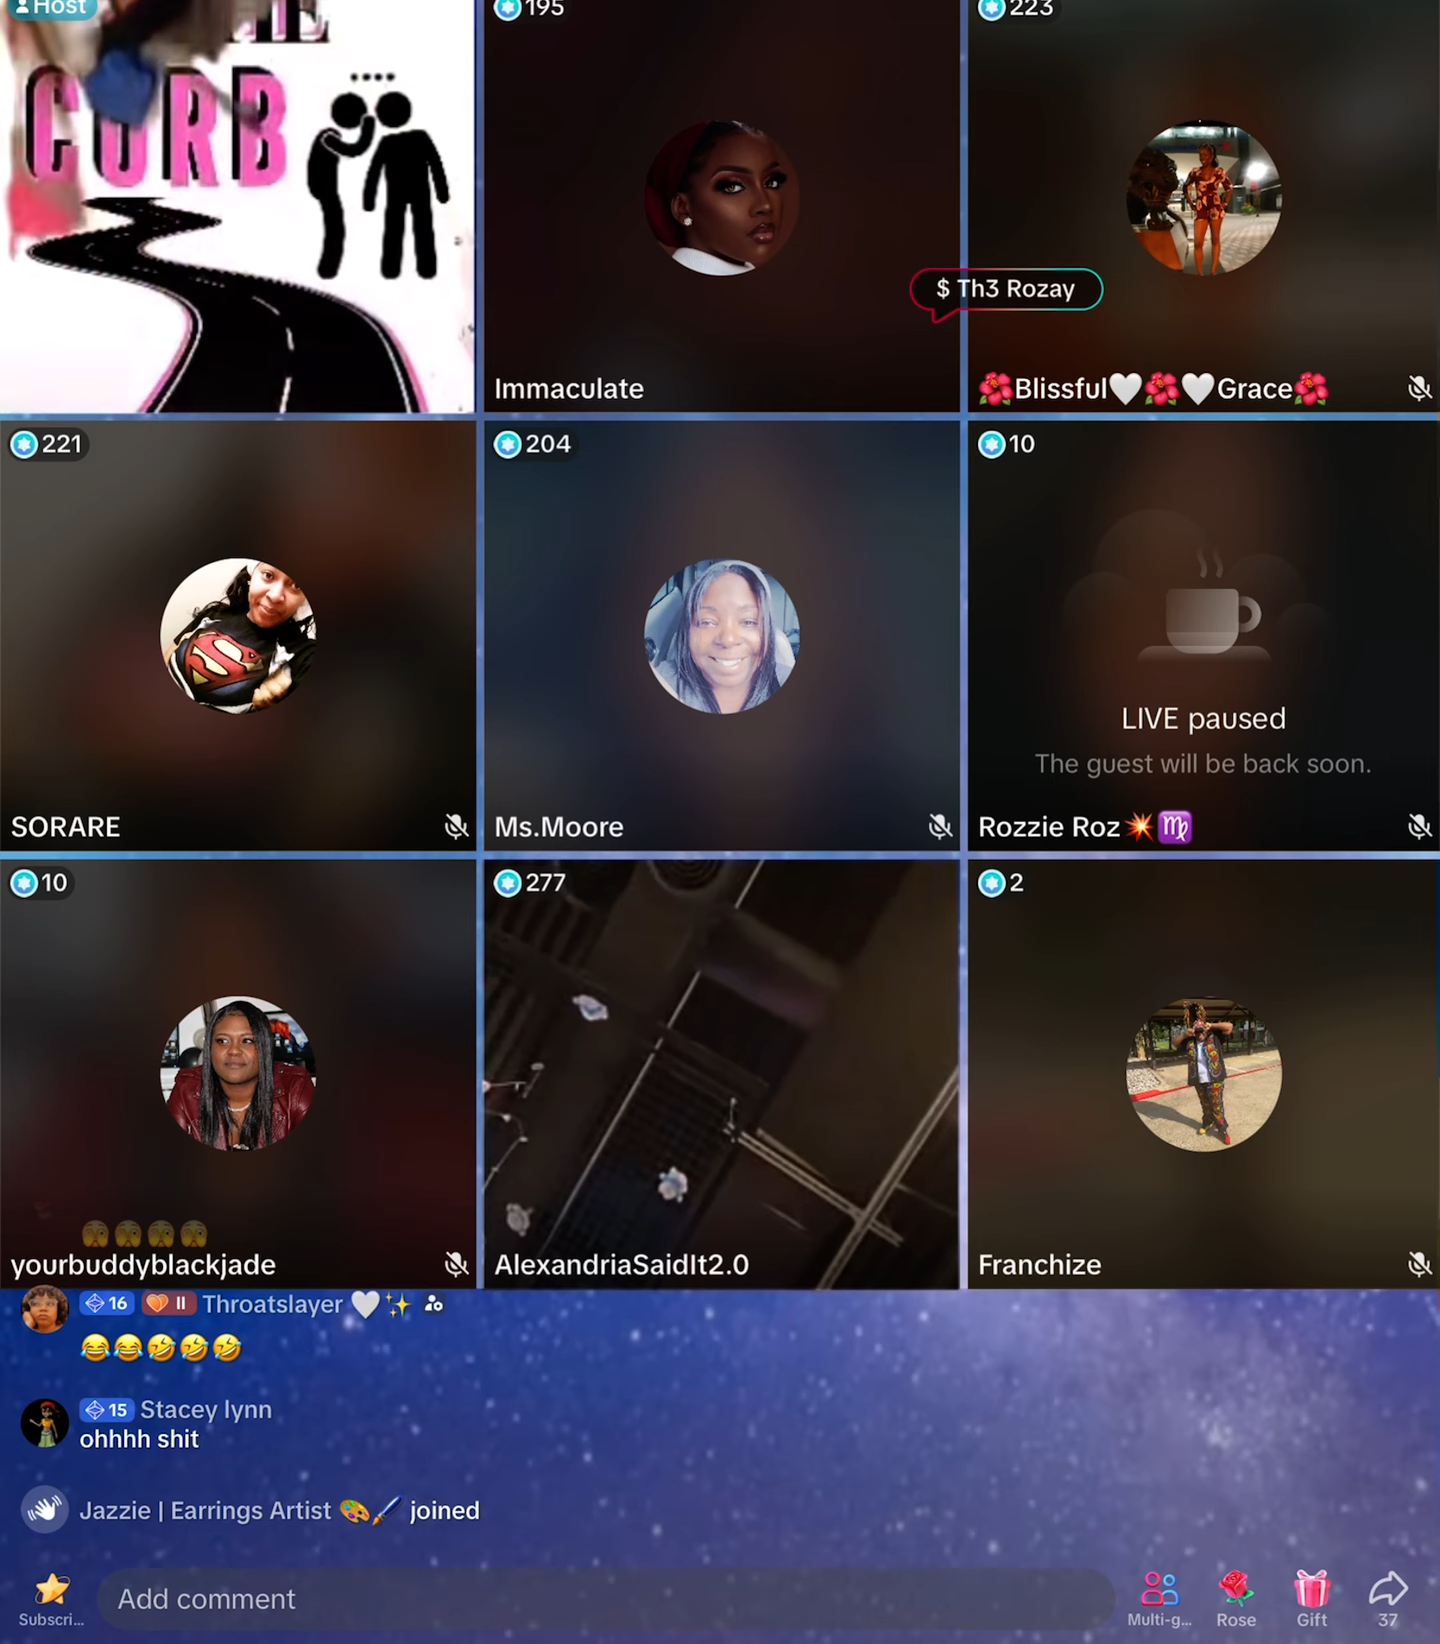 Host
195
223
CURB
$ Th3 Rozay
Immaculate
🌺Blissful🤍🌺🤍Grace🌺
221
204
10
LIVE paused
The guest will be back soon.
SORARE
Ms.Moore
Rozzie Roz💥♍
10
277
2
🫣🫣🫣🫣
yourbuddyblackjade
AlexandriaSaidIt2.0
Franchize
16 II Throatslayer 🤍✨
😂😂🤣🤣🤣
15 Stacey lynn
ohhhh shit
Jazzie | Earrings Artist 🎨🖌️ joined
Add comment
Subscri...
Multi-g...
Rose
Gift
37